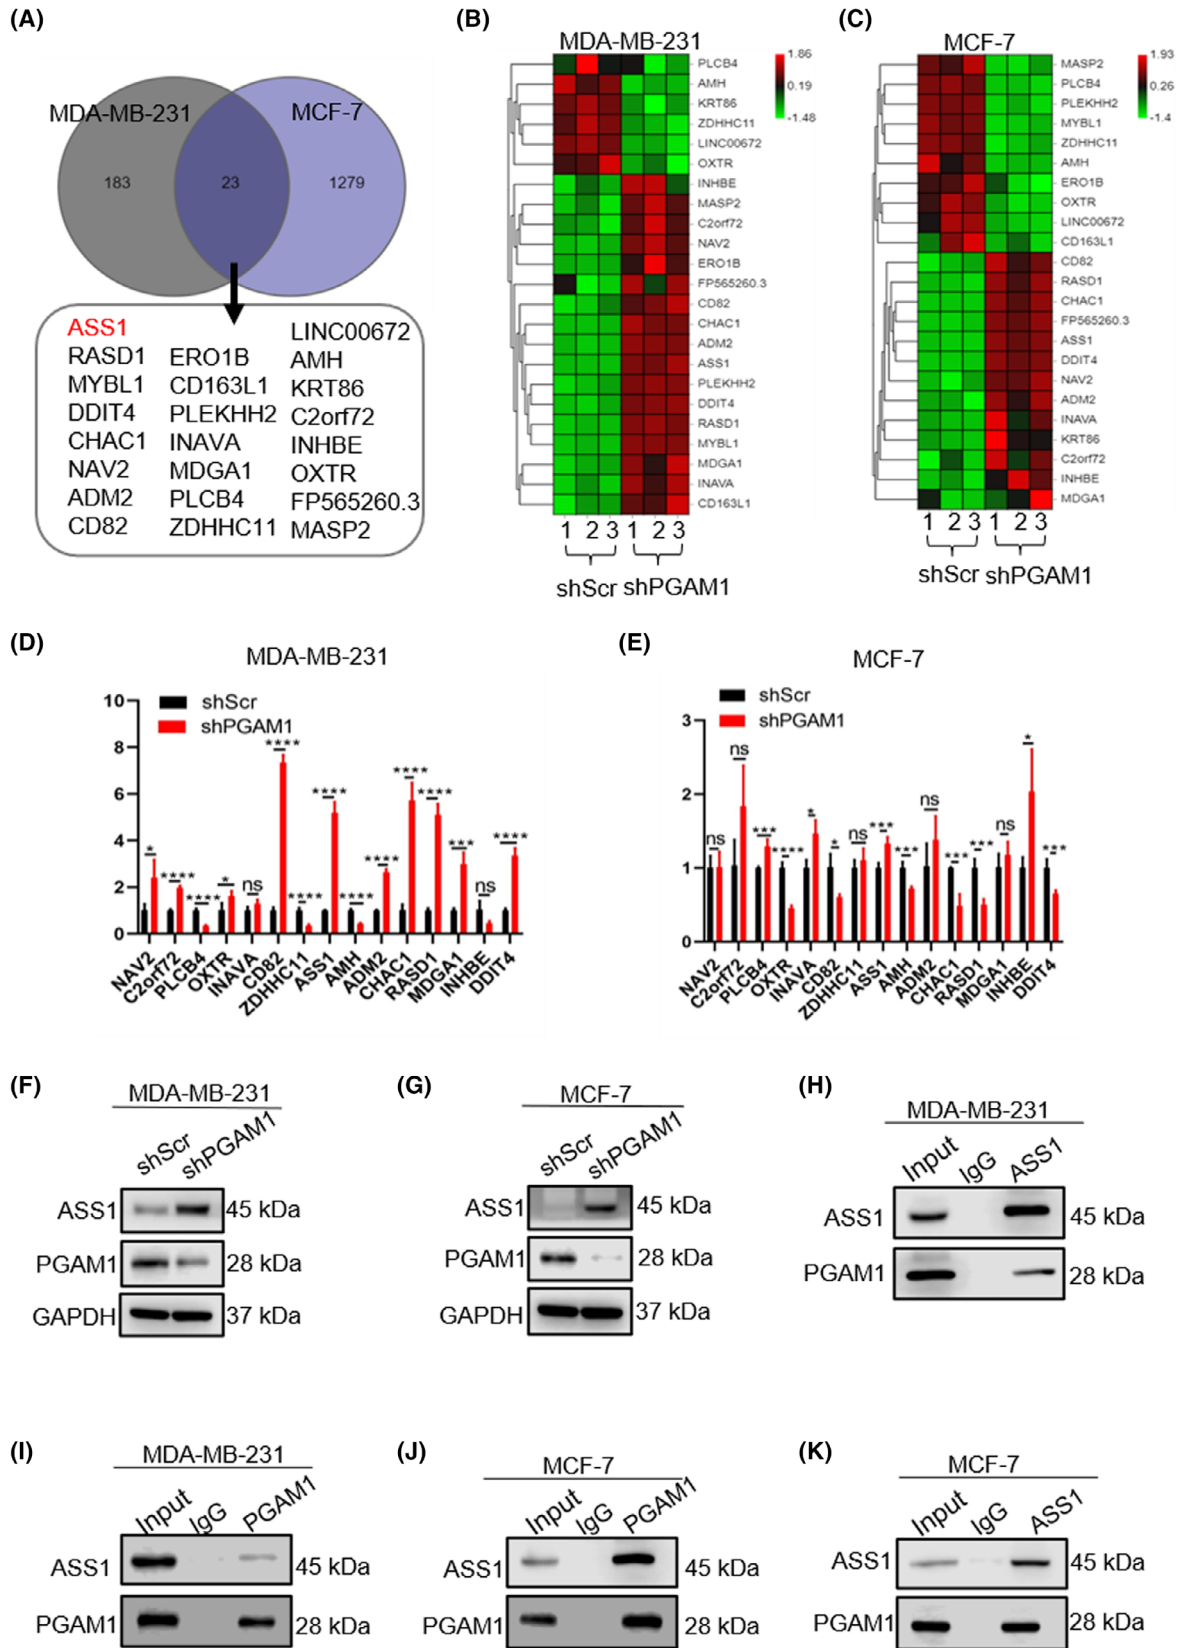 (A)
MDA-MB-231
MCF-7
183
23
1279
ASS1
RASD1
MYBL1
DDIT4
CHAC1
NAV2
ADM2
CD82
ERO1B
CD163L1
PLEKHH2
INAVA
MDGA1
PLCB4
ZDHHC11
LINC00672
AMH
KRT86
C2orf72
INHBE
OXTR
FP565260.3
MASP2
(B)
MDA-MB-231
1.86
0.19
-1.48
PLCB4
AMH
KRT86
ZDHHC11
LINC00672
OXTR
INHBE
MASP2
C2orf72
NAV2
ERO1B
FP565260.3
CD82
CHAC1
ADM2
ASS1
PLEKHH2
DDIT4
RASD1
MYBL1
MDGA1
INAVA
CD163L1
1 2 3 1 2 3
shScr shPGAM1
(C)
MCF-7
1.93
0.26
-1.4
MASP2
PLCB4
PLEKHH2
MYBL1
ZDHHC11
AMH
ERO1B
OXTR
LINC00672
CD163L1
CD82
RASD1
CHAC1
FP565260.3
ASS1
DDIT4
NAV2
ADM2
INAVA
KRT86
C2orf72
INHBE
MDGA1
1 2 3 1 2 3
shScr shPGAM1
(D)
MDA-MB-231
shScr
shPGAM1
10
8
6
4
2
0
* **** **** * ns **** **** **** **** **** **** **** *** ns ****
NAV2
C2orf72
PLCB4
OXTR
INAVA
CD82
ZDHHC11
ASS1
AMH
ADM2
CHAC1
RASD1
MDGA1
INHBE
DDIT4
(E)
MCF-7
shScr
shPGAM1
3
2
1
0
ns ns *** **** * * ns *** *** ns *** *** ns * ***
NAV2
C2orf72
PLCB4
OXTR
INAVA
CD82
ZDHHC11
ASS1
AMH
ADM2
CHAC1
RASD1
MDGA1
INHBE
DDIT4
(F)
MDA-MB-231
shScr shPGAM1
ASS1 45 kDa
PGAM1 28 kDa
GAPDH 37 kDa
(G)
MCF-7
shScr shPGAM1
ASS1 45 kDa
PGAM1 28 kDa
GAPDH 37 kDa
(H)
MDA-MB-231
Input IgG ASS1
ASS1 45 kDa
PGAM1 28 kDa
(I)
MDA-MB-231
Input IgG PGAM1
ASS1 45 kDa
PGAM1 28 kDa
(J)
MCF-7
Input IgG PGAM1
ASS1 45 kDa
PGAM1 28 kDa
(K)
MCF-7
Input IgG ASS1
ASS1 45 kDa
PGAM1 28 kDa